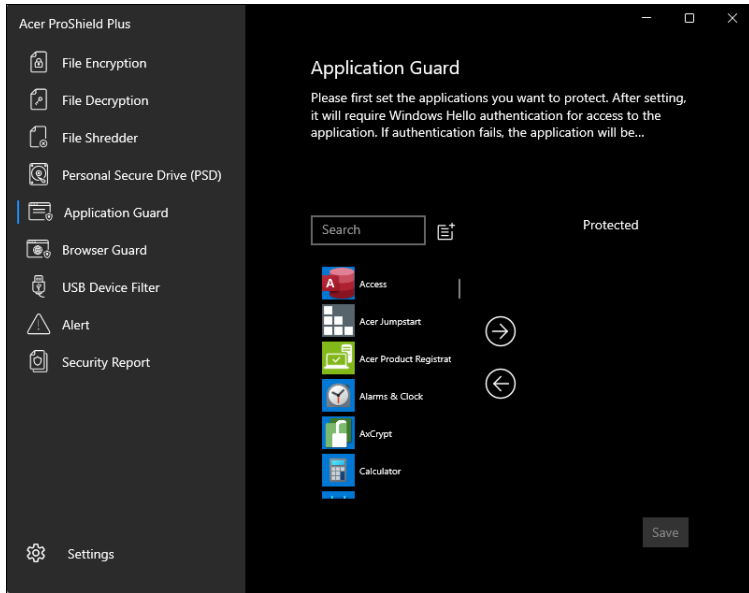 Acer ProShield Plus
File Encryption
File Decryption
File Shredder
Personal Secure Drive (PSD)
Application Guard
Browser Guard
USB Device Filter
Alert
Security Report
Settings
Application Guard
Please first set the applications you want to protect. After setting,
it will require Windows Hello authentication for access to the
application. If authentication fails, the application will be...
Search
Protected
A
Access
Acer Jumpstart
Acer Product Registrat
Alarms & Clock
AxCrypt
Calculator
Save